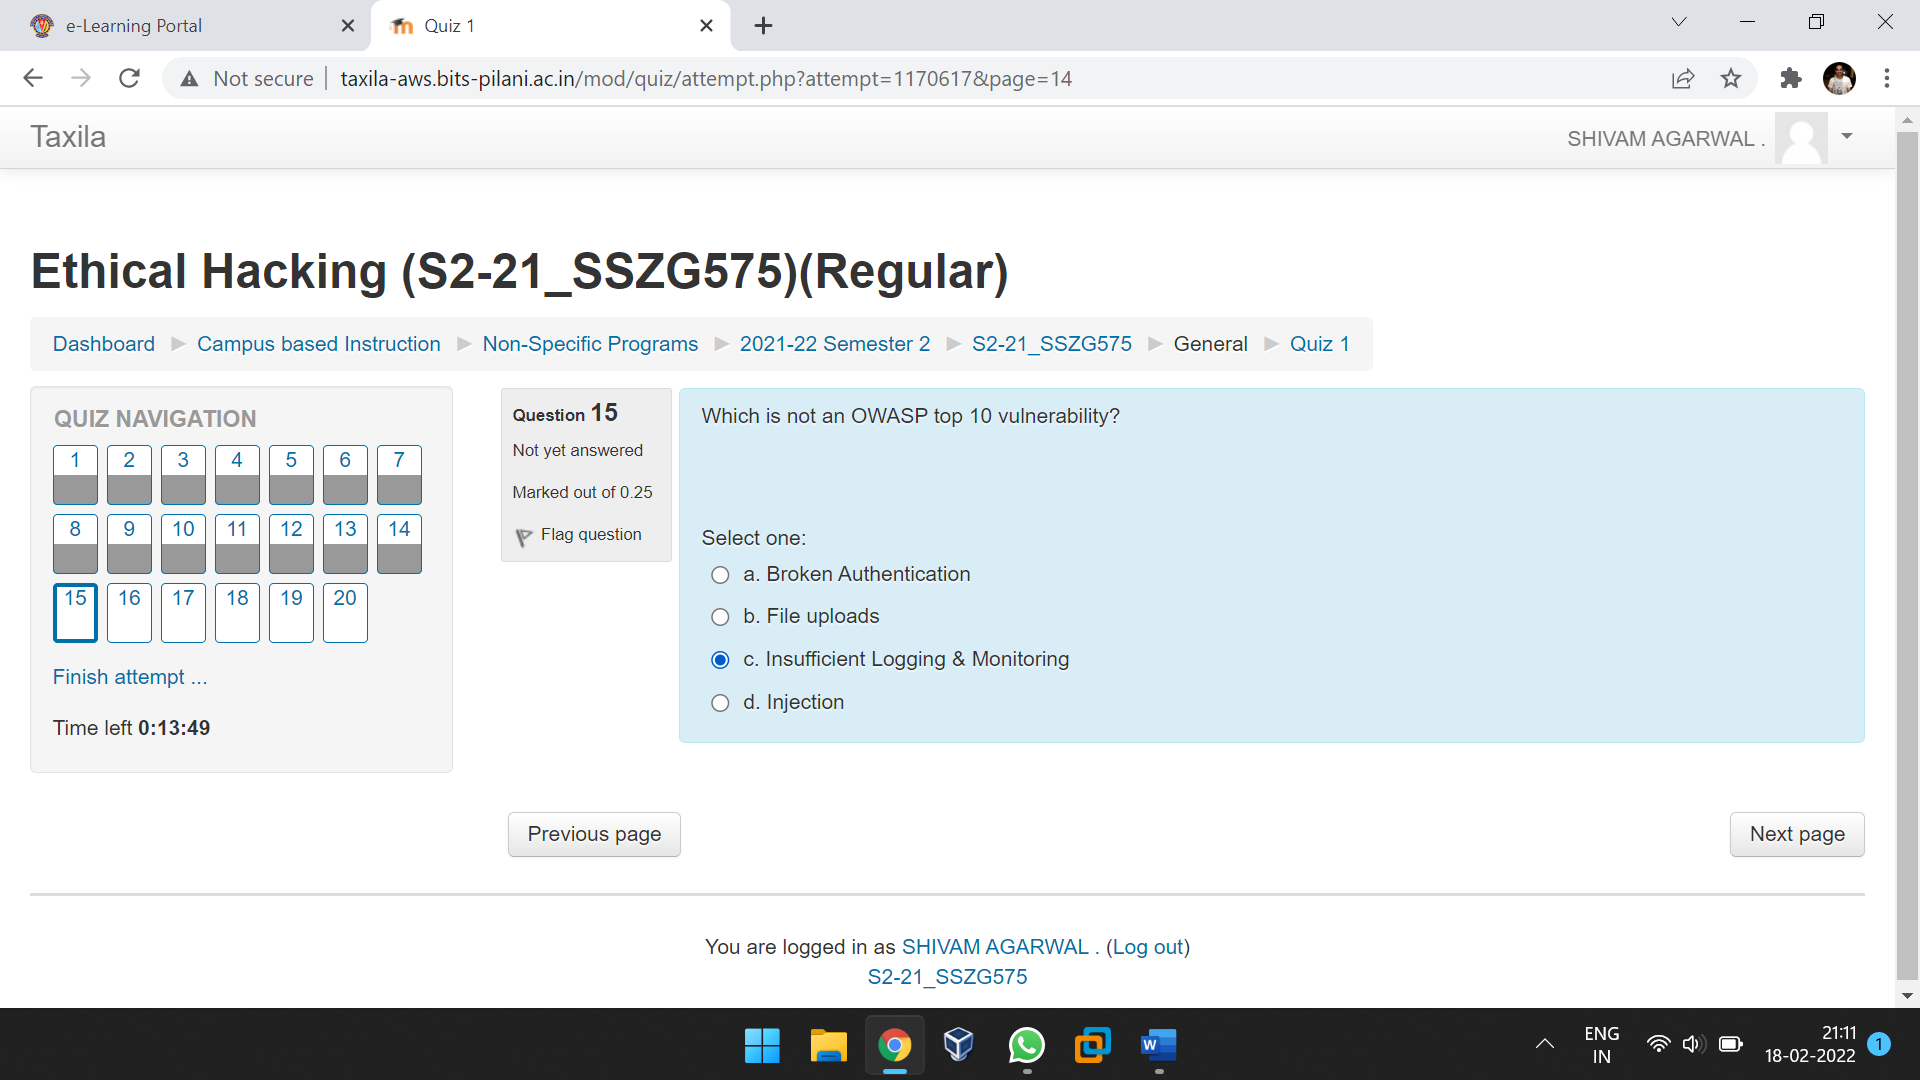 e-Learning Portal
Quiz 1
Not secure
taxila-aws.bits-pilani.ac.in/mod/quiz/attempt.php?attempt=1170617&page=14
Taxila
SHIVAM AGARWAL .
Ethical Hacking (S2-21_SSZG575)(Regular)
Dashboard ► Campus based Instruction ► Non-Specific Programs ► 2021-22 Semester 2 ► S2-21_SSZG575 ► General ► Quiz 1
QUIZ NAVIGATION
1 2 3 4 5 6 7
8 9 10 11 12 13 14
15 16 17 18 19 20
Finish attempt ...
Time left 0:13:49
Question 15
Not yet answered
Marked out of 0.25
Flag question
Which is not an OWASP top 10 vulnerability?
Select one:
a. Broken Authentication
b. File uploads
c. Insufficient Logging & Monitoring
d. Injection
Previous page
Next page
You are logged in as SHIVAM AGARWAL . (Log out)
S2-21_SSZG575
W
ENG
IN
21:11
18-02-2022
1